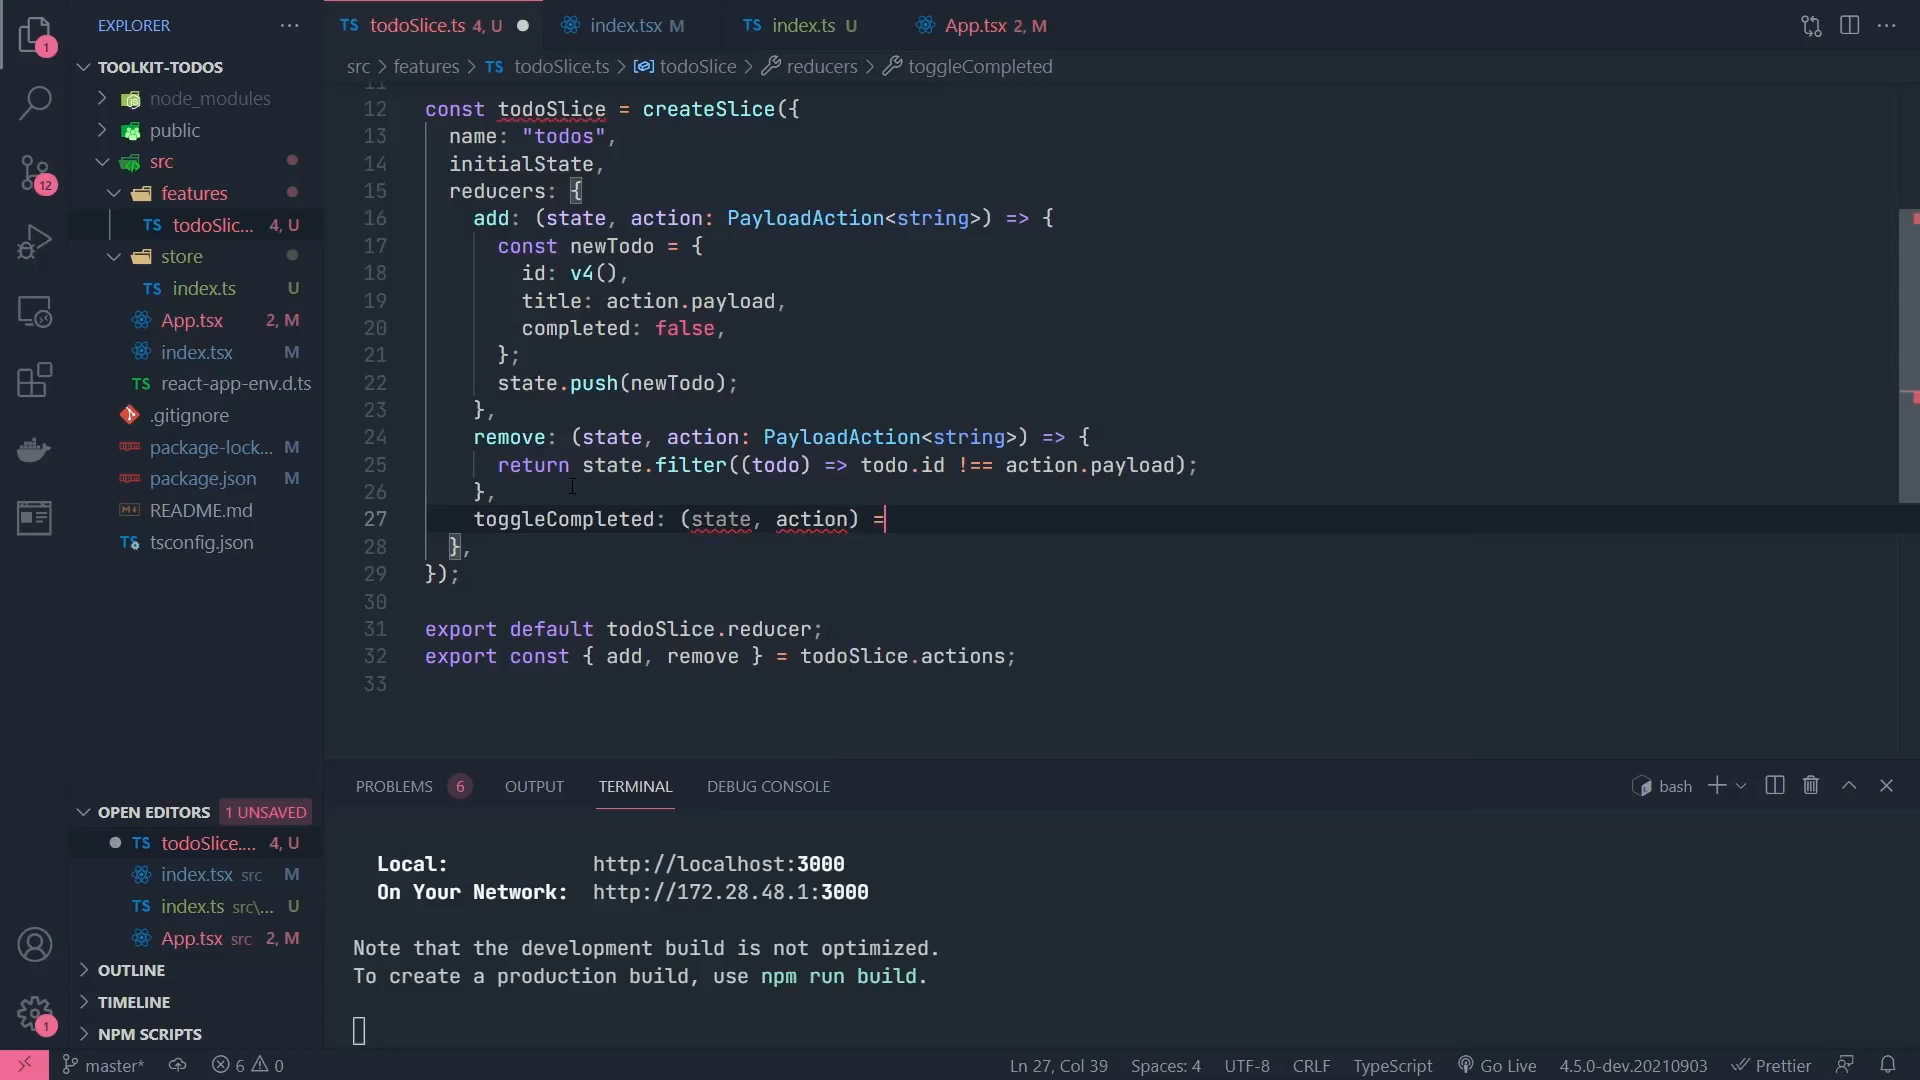 EXPLORER
TOOLKIT-TODOS
node_modules
public
src
features
TS todoSlic... 4, U
store
TS index.ts U
App.tsx 2, M
index.tsx M
TS react-app-env.d.ts
.gitignore
package-lock... M
package.json M
README.md
tsconfig.json
OPEN EDITORS 1 UNSAVED
TS todoSlice.... 4, U
index.tsx src M
TS index.ts src\... U
App.tsx src 2, M
OUTLINE
TIMELINE
NPM SCRIPTS
1
12
1
TS todoSlice.ts 4, U
index.tsx M
TS index.ts U
App.tsx 2, M
src > features > TS todoSlice.ts > todoSlice > reducers > toggleCompleted
11
12 const todoSlice = createSlice({
13 name: "todos",
14 initialState,
15 reducers: {
16 add: (state, action: PayloadAction<string>) => {
17 const newTodo = {
18 id: v4(),
19 title: action.payload,
20 completed: false,
21 };
22 state.push(newTodo);
23 },
24 remove: (state, action: PayloadAction<string>) => {
25 return state.filter((todo) => todo.id !== action.payload);
26 },
27 toggleCompleted: (state, action) =
28 },
29 });
30
31 export default todoSlice.reducer;
32 export const { add, remove } = todoSlice.actions;
33
PROBLEMS 6 OUTPUT TERMINAL DEBUG CONSOLE
bash
Local: http://localhost:3000
On Your Network: http://172.28.48.1:3000
Note that the development build is not optimized.
To create a production build, use npm run build.
master* 6 0
Ln 27, Col 39 Spaces: 4 UTF-8 CRLF TypeScript Go Live 4.5.0-dev.20210903 Prettier